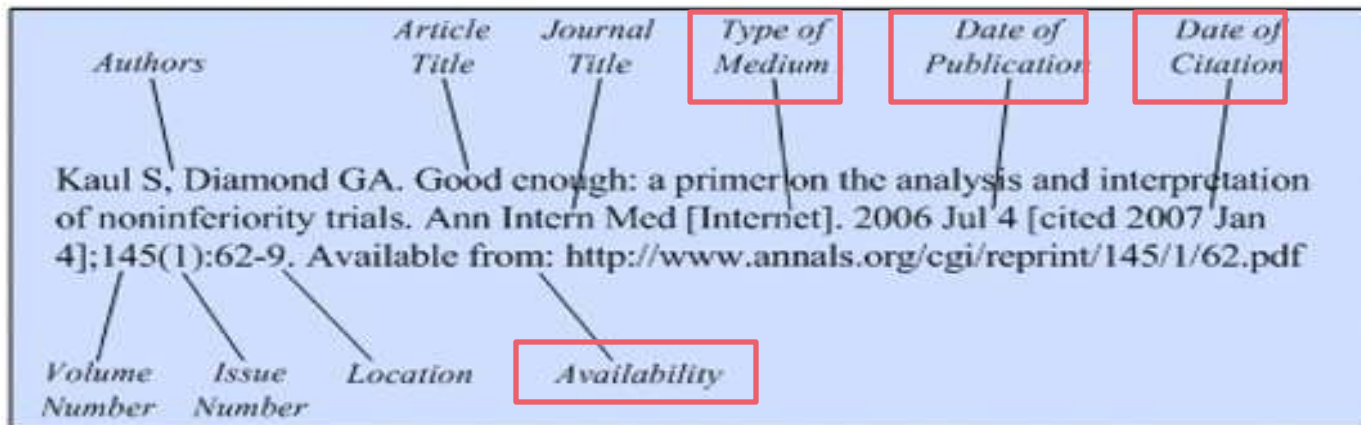 Authors Article Title Journal Title Type of Medium Date of Publication Date of Citation
Kaul S, Diamond GA. Good enough: a primer on the analysis and interpretation
of noninferiority trials. Ann Intern Med [Internet]. 2006 Jul 4 [cited 2007 Jan
4];145(1):62-9. Available from: http://www.annals.org/cgi/reprint/145/1/62.pdf
Volume Number Issue Number Location Availability